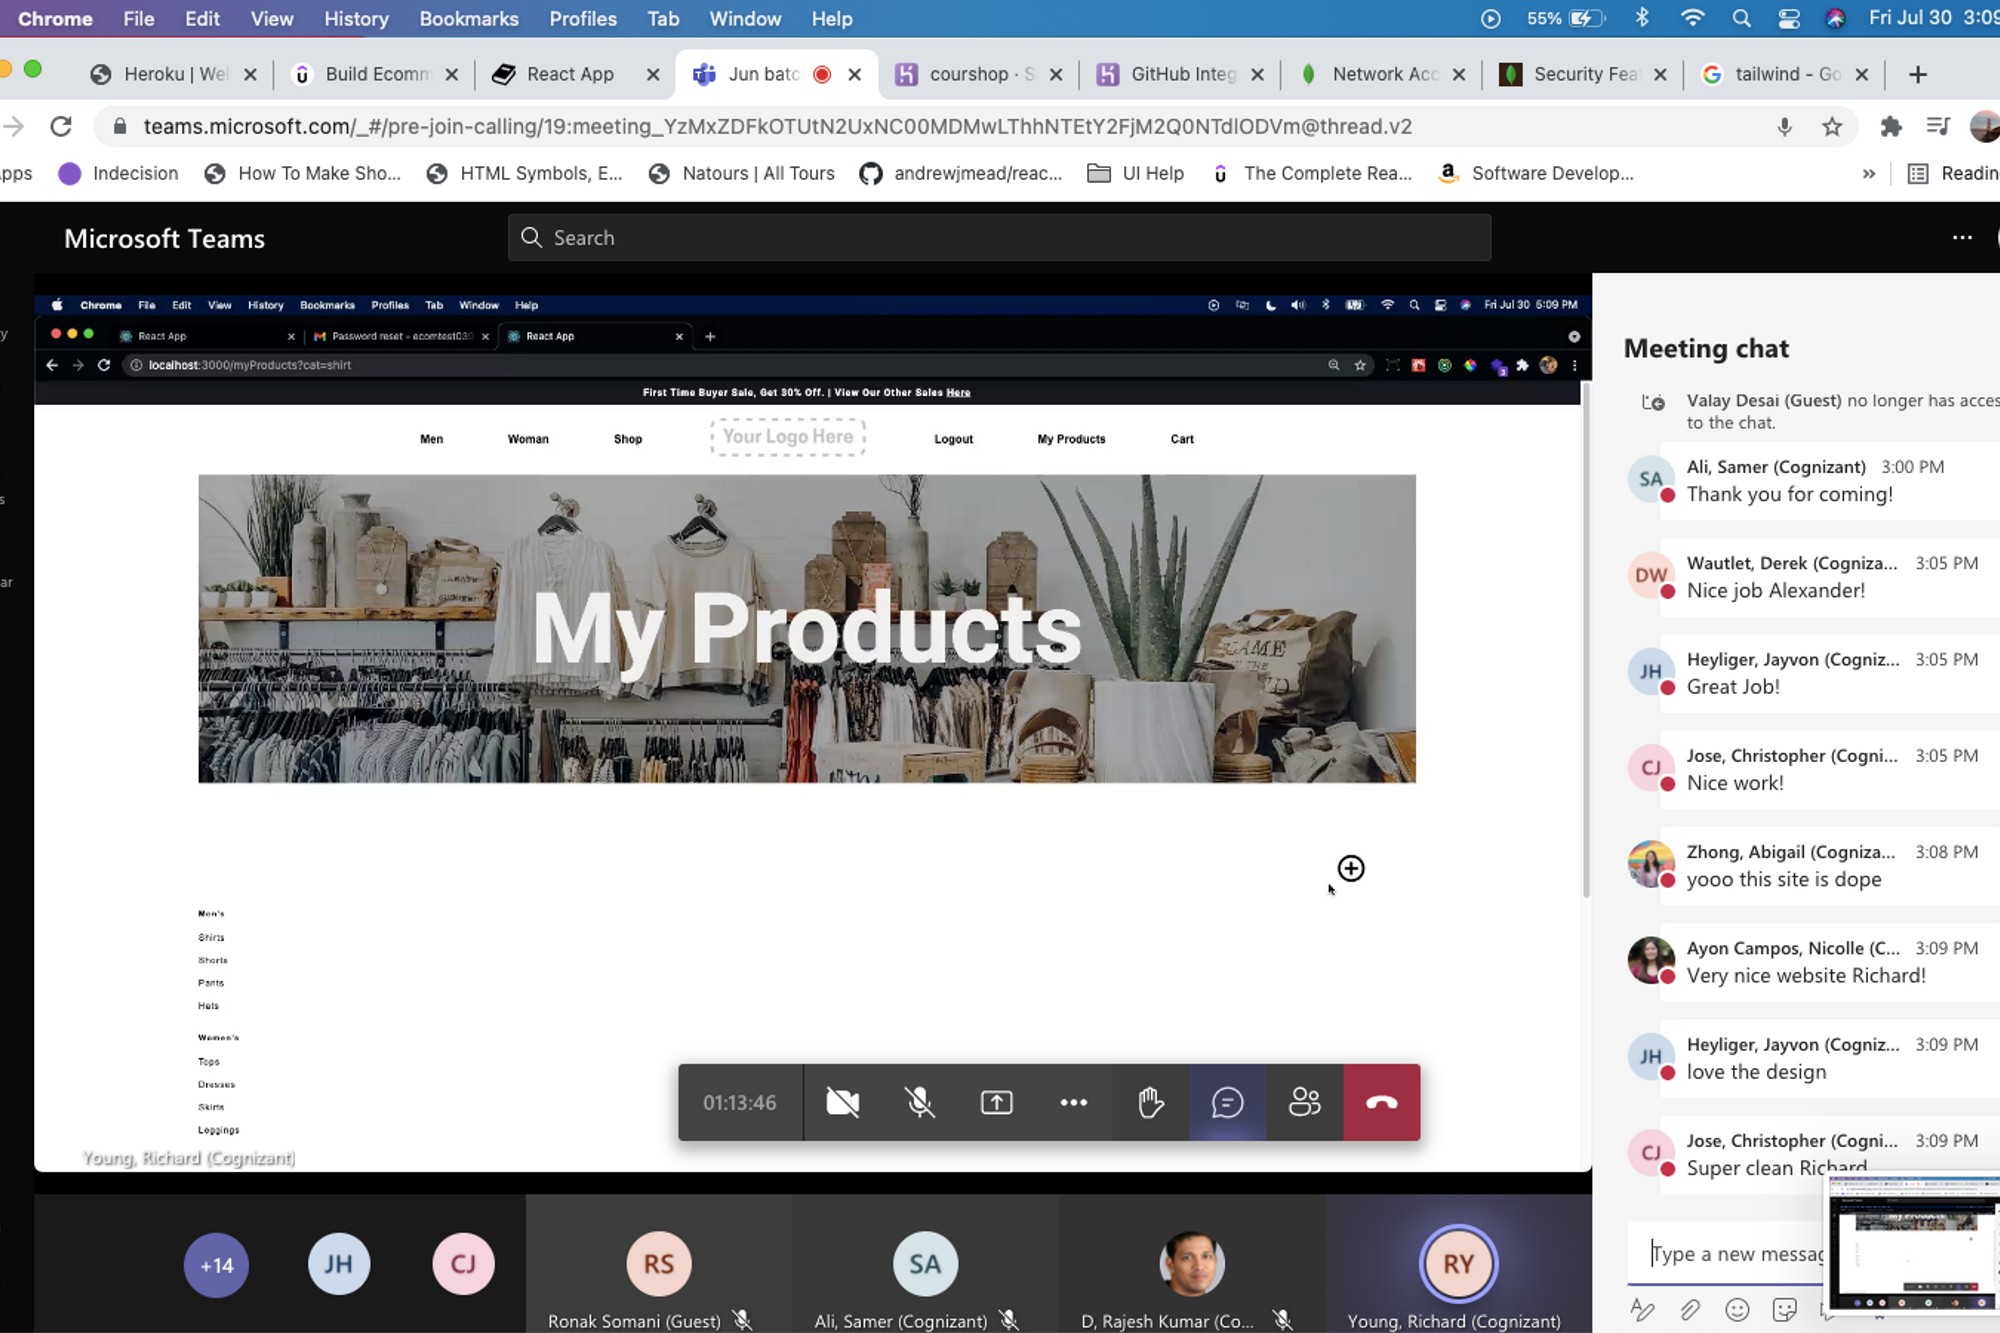 Chrome File Edit View History Bookmarks Profiles Tab Window Help 55% Fri Jul 30 3:09
Heroku | Wel Build Ecomm React App Jun batc courshop · S GitHub Integ Network Acc Security Fea tailwind - Go
teams.microsoft.com/_#/pre-join-calling/19:meeting_YzMxZDFkOTUtN2UxNC00MDMwLThhNTEtY2FjM2Q0NTdlODVm@thread.v2
pps Indecision How To Make Sho... HTML Symbols, E... Natours | All Tours andrewjmead/reac... UI Help The Complete Rea... Software Develop... » Readin
Microsoft Teams
Search
Chrome File Edit View History Bookmarks Profiles Tab Window Help Fri Jul 30 5:09 PM
React App Password reset - ecomtest03 React App
localhost:3000/myProducts?cat=shirt
First Time Buyer Sale, Get 30% Off. | View Our Other Sales Here
Men Woman Shop Your Logo Here Logout My Products Cart
My Products
Men's
Shirts
Shorts
Pants
Hats
Women's
Tops
Dresses
Skirts
Leggings
Young, Richard (Cognizant)
01:13:46
+14 JH CJ RS SA RY
Ronak Somani (Guest) Ali, Samer (Cognizant) D, Rajesh Kumar (Co... Young, Richard (Cognizant)
Meeting chat
Valay Desai (Guest) no longer has acces
to the chat.
SA Ali, Samer (Cognizant) 3:00 PM
Thank you for coming!
DW Wautlet, Derek (Cogniza... 3:05 PM
Nice job Alexander!
JH Heyliger, Jayvon (Cogniz... 3:05 PM
Great Job!
CJ Jose, Christopher (Cogni... 3:05 PM
Nice work!
Zhong, Abigail (Cogniza... 3:08 PM
yooo this site is dope
Ayon Campos, Nicolle (C... 3:09 PM
Very nice website Richard!
JH Heyliger, Jayvon (Cogniz... 3:09 PM
love the design
CJ Jose, Christopher (Cogni... 3:09 PM
Super clean Richard
Type a new messag
My Products